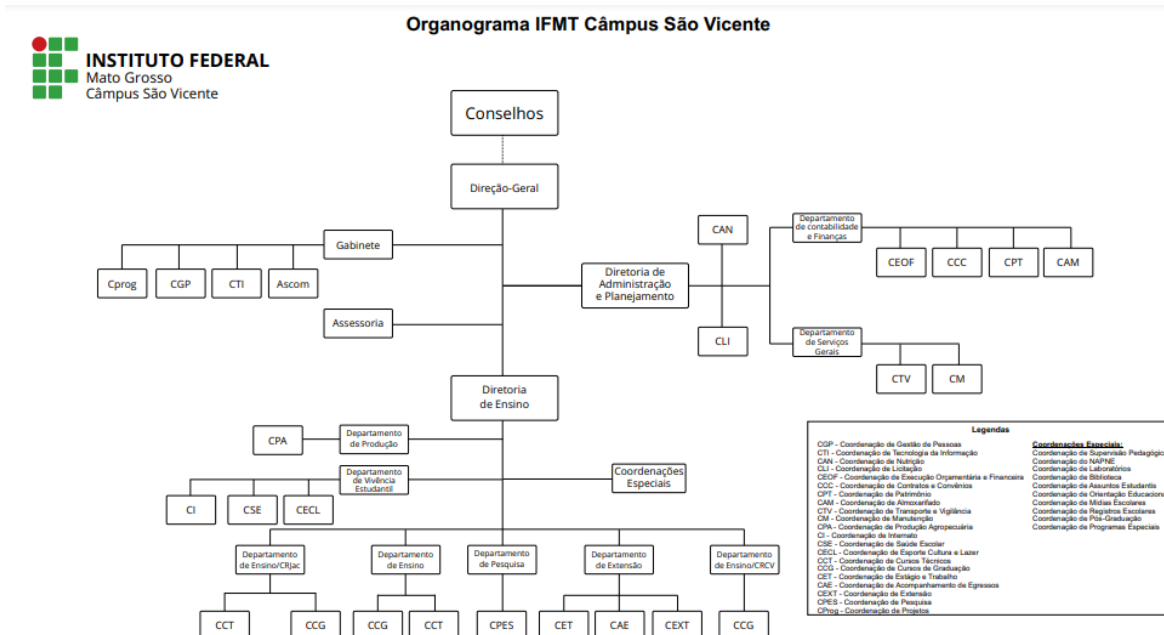 Organograma IFMT Câmpus São Vicente
INSTITUTO FEDERAL
Mato Grosso
Câmpus São Vicente
Conselhos
Direção-Geral
Gabinete
Cprog
CGP
CTI
Ascom
Assessoria
CAN
Diretoria de
Administração
e Planejamento
CLI
Departamento
de contabilidade
e Finanças
CEOF
CCC
CPT
CAM
Departamento
de Serviços
Gerais
CTV
CM
Diretoria
de Ensino
CPA
Departamento
de Produção
Departamento
de Vivência
Estudantil
CI
CSE
CECL
Coordenações
Especiais
Departamento
de Ensino/CRJac
Departamento
de Ensino
Departamento
de Pesquisa
Departamento
de Extensão
Departamento
de Ensino/CRCV
CCT
CCG
CCG
CCT
CPES
CET
CAE
CEXT
CCG
Legendas
CGP - Coordenação de Gestão de Pessoas
CTI - Coordenação de Tecnologia da Informação
CAN - Coordenação de Nutrição
CLI - Coordenação de Licitação
CEOF - Coordenação de Execução Orçamentária e Financeira
CCC - Coordenação de Contratos e Convênios
CPT - Coordenação de Patrimônio
CAM - Coordenação de Almoxarifado
CTV - Coordenação de Transporte e Vigilância
CM - Coordenação de Manutenção
CPA - Coordenação de Produção Agropecuária
CI - Coordenação de Internato
CSE - Coordenação de Saúde Escolar
CECL - Coordenação de Esporte Cultura e Lazer
CCT - Coordenação de Cursos Técnicos
CCG - Coordenação de Cursos de Graduação
CET - Coordenação de Estágio e Trabalho
CAE - Coordenação de Acompanhamento de Egressos
CEXT - Coordenação de Extensão
CPES - Coordenação de Pesquisa
CProg - Coordenação de Projetos
Coordenações Especiais:
Coordenação de Supervisão Pedagógic
Coordenação do NAPNE
Coordenação de Laboratórios
Coordenação de Biblioteca
Coordenação de Assuntos Estudantis
Coordenação de Orientação Educaciona
Coordenação de Mídias Escolares
Coordenação de Registros Escolares
Coordenação de Pós-Graduação
Coordenação de Programas Especiais